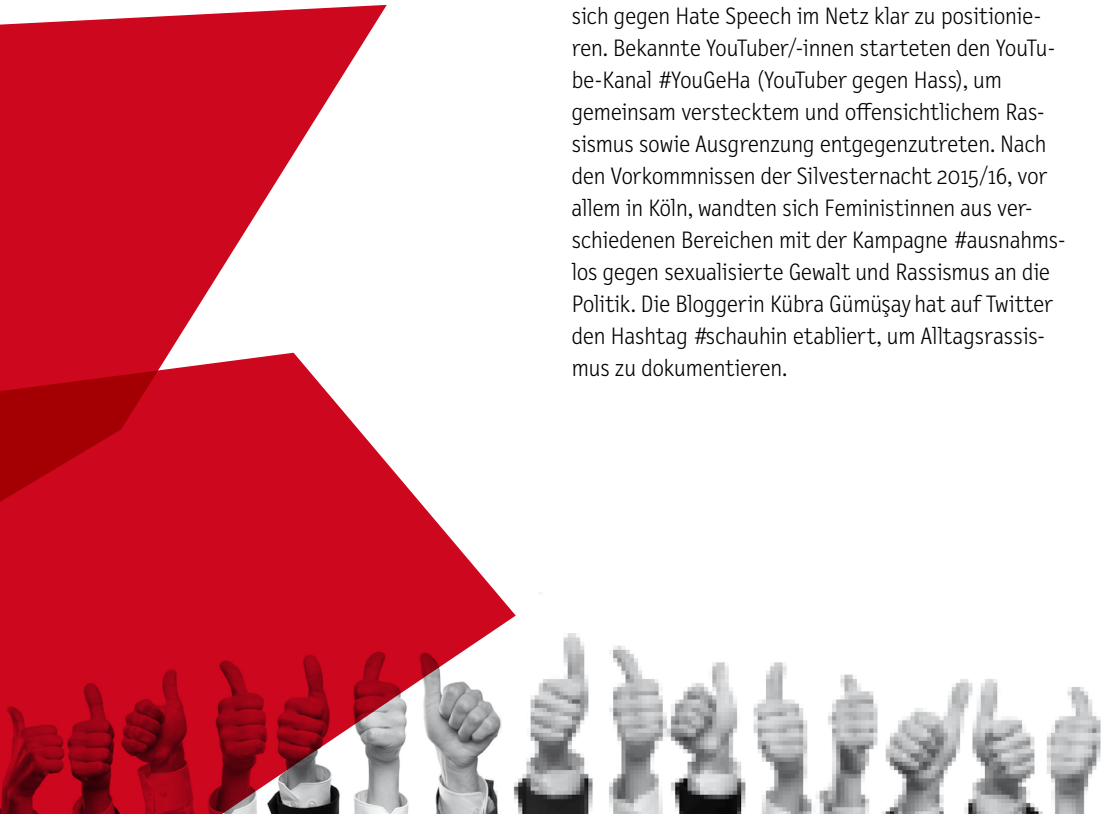 sich gegen Hate Speech im Netz klar zu positionie-
ren. Bekannte YouTuber/-innen starteten den YouTu-
be-Kanal #YouGeHa (YouTuber gegen Hass), um
gemeinsam verstecktem und offensichtlichem Ras-
sismus sowie Ausgrenzung entgegenzutreten. Nach
den Vorkommnissen der Silvesternacht 2015/16, vor
allem in Köln, wandten sich Feministinnen aus ver-
schiedenen Bereichen mit der Kampagne #ausnahms-
los gegen sexualisierte Gewalt und Rassismus an die
Politik. Die Bloggerin Kübra Gümüşay hat auf Twitter
den Hashtag #schauhin etabliert, um Alltagsrassis-
mus zu dokumentieren.